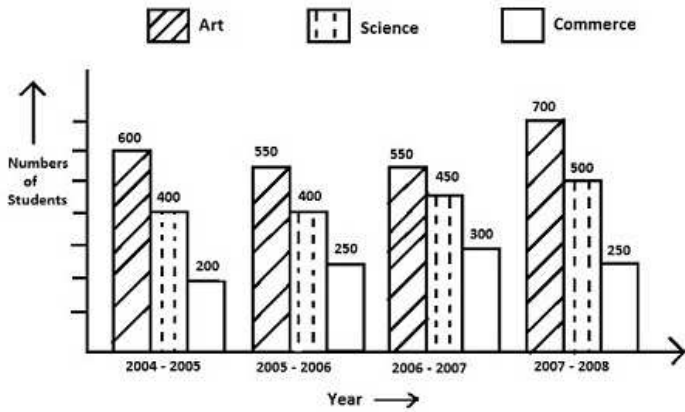 Art
Science
Commerce
Numbers
of
Students
600
400
200
550
400
250
550
450
300
700
500
250
2004 - 2005
2005 - 2006
2006 - 2007
2007 - 2008
Year